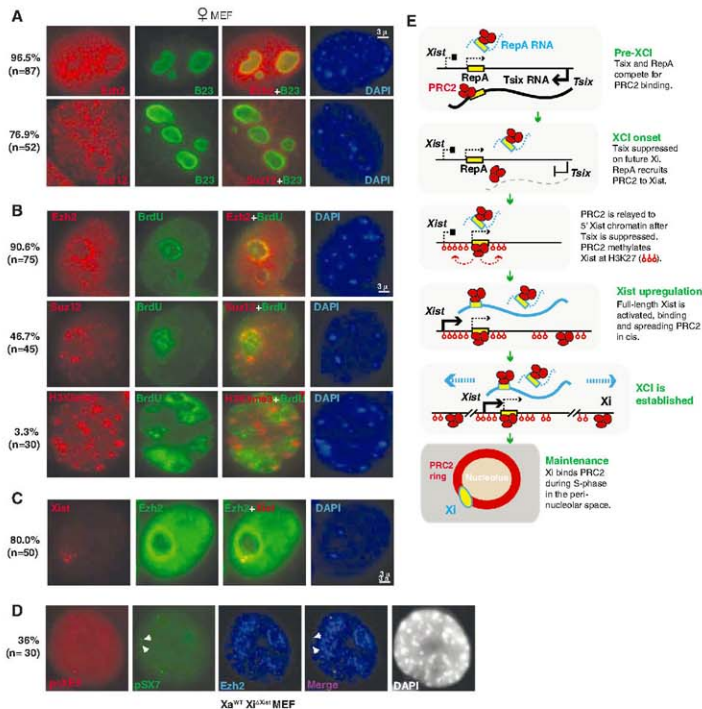 A
♀ MEF
96.5%
(n=87)
Ezh2
B23
Ezh2+B23
3 μ
DAPI
76.9%
(n=52)
Suz12
B23
Suz12+B23
DAPI
B
90.6%
(n=75)
Ezh2
BrdU
Ezh2+BrdU
DAPI
3 μ
46.7%
(n=45)
Suz12
BrdU
Suz12+BrdU
DAPI
3.3%
(n=30)
BrdU
+BrdU
DAPI
C
80.0%
(n=50)
Xist
Ezh2
Ezh2+Xist
DAPI
D
36%
(n= 30)
pSX7
Ezh2
Merge
DAPI
Xa^WT Xi^ΔXist MEF
E
Xist
RepA RNA
RepA
Tsix RNA
Tsix
PRC2
Pre-XCI
Tsix and RepA
compete for
PRC2 binding.
RepA
Tsix
XCI onset
Tsix suppressed
on future Xi.
RepA recruits
PRC2 to Xist.
Xist
PRC2 is relayed to
5' Xist chromatin after
Tsix is suppressed.
PRC2 methylates
Xist at H3K27 ( ).
Xist
Xist upregulation
Full-length Xist is
activated, binding
and spreading PRC2
in cis.
Xist
Xi
XCI is
established
PRC2
ring
Nucleolus
Xi
Maintenance
Xi binds PRC2
during S-phase
in the peri-
nucleolar space.